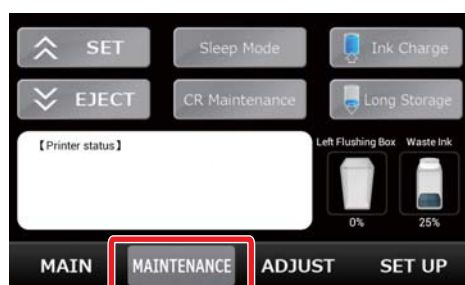 SET
Sleep Mode
Ink Charge
EJECT
CR Maintenance
Long Storage
【Printer status】
Left Flushing Box
Waste Ink
0%
25%
MAIN
MAINTENANCE
ADJUST
SET UP